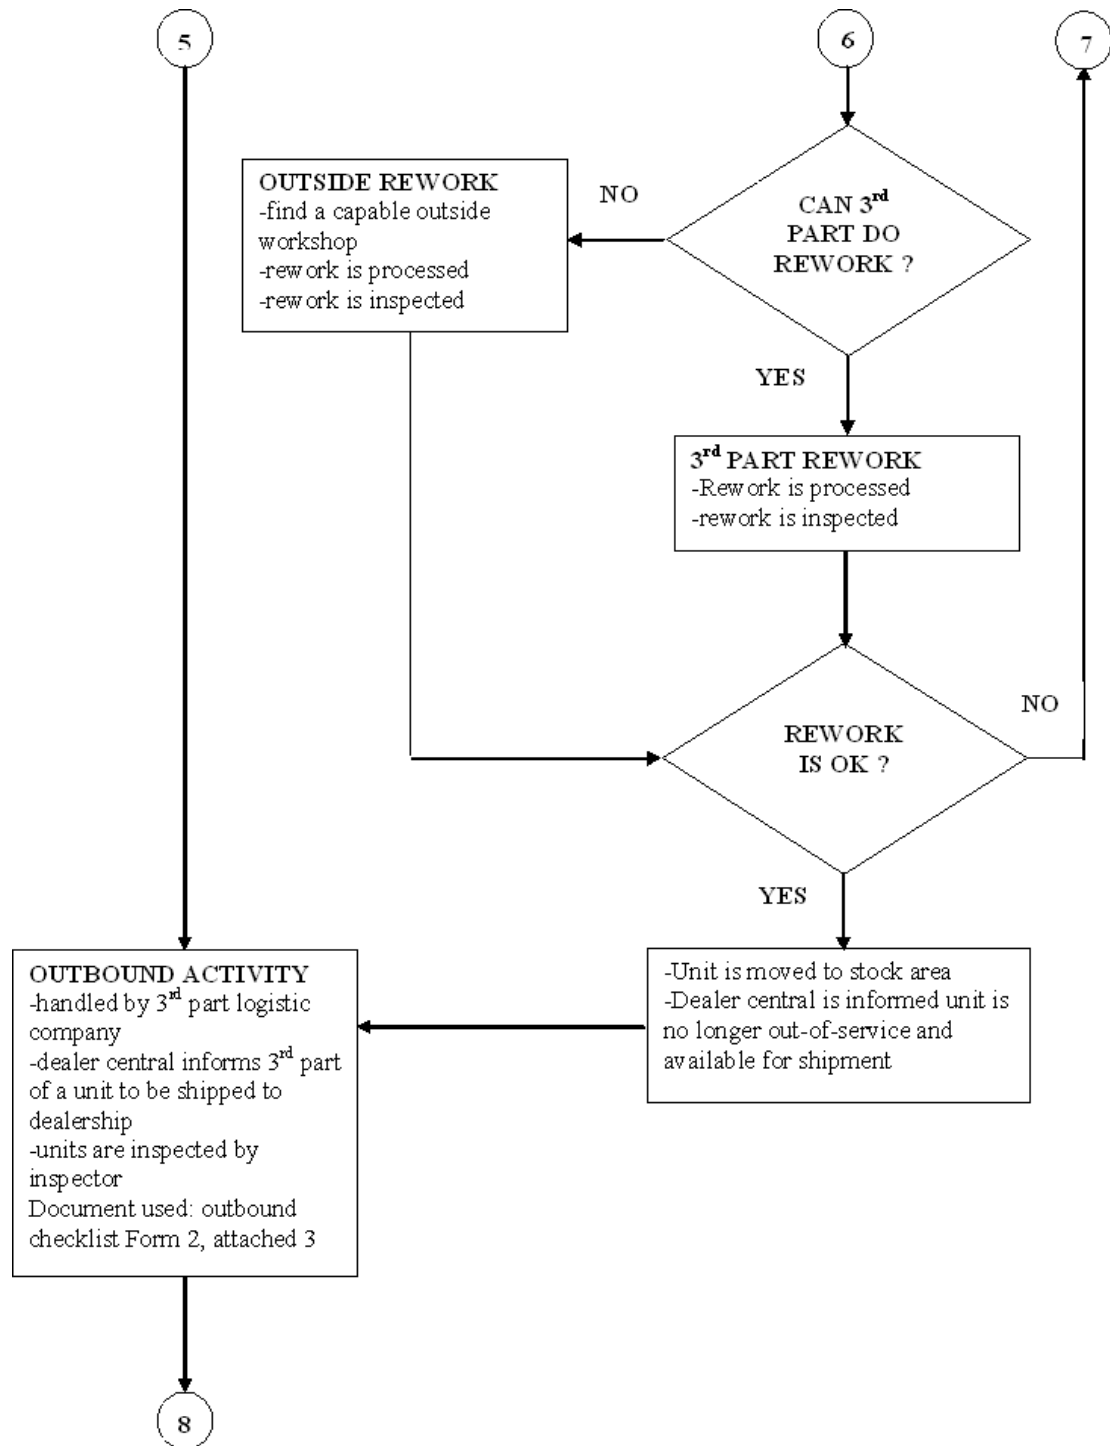 5
6
7
OUTSIDE REWORK
-find a capable outside
workshop
-rework is processed
-rework is inspected
NO
CAN 3rd
PART DO
REWORK ?
YES
3rd PART REWORK
-Rework is processed
-rework is inspected
NO
REWORK
IS OK ?
YES
OUTBOUND ACTIVITY
-handled by 3rd part logistic
company
-dealer central informs 3rd part
of a unit to be shipped to
dealership
-units are inspected by
inspector
Document used: outbound
checklist Form 2, attached 3
-Unit is moved to stock area
-Dealer central is informed unit is
no longer out-of-service and
available for shipment
8